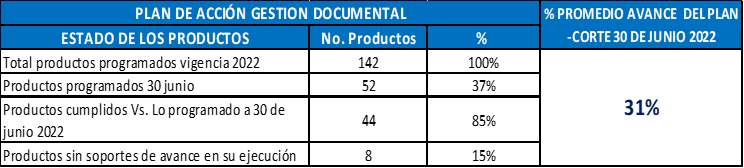 PLAN DE ACCIÓN GESTION DOCUMENTAL
% PROMEDIO AVANCE DEL PLAN
-CORTE 30 DE JUNIO 2022
ESTADO DE LOS PRODUCTOS No. Productos %
Total productos programados vigencia 2022 142 100%
Productos programados 30 junio 52 37%
31%
Productos cumplidos Vs. Lo programado a 30 de
junio 2022 44 85%
Productos sin soportes de avance en su ejecución 8 15%